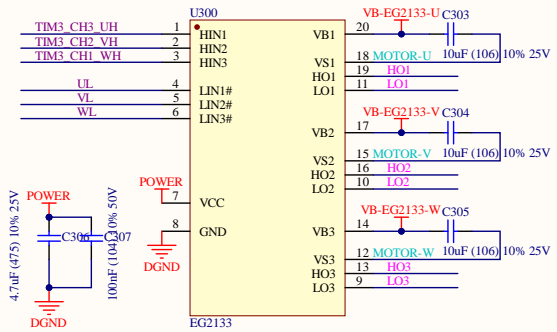 U300
TIM3_CH3_UH 1 HIN1
TIM3_CH2_VH 2 HIN2
TIM3_CH1_WH 3 HIN3
UL 4 LIN1#
VL 5 LIN2#
WL 6 LIN3#
POWER 7 VCC
8 GND
DGND
EG2133
VB1 20 VB-EG2133-U C303
VS1 18 MOTOR-U 10uF (106) 10% 25V
HO1 19 HO1
LO1 11 LO1
VB2 17 VB-EG2133-V C304
VS2 15 MOTOR-V 10uF (106) 10% 25V
HO2 16 HO2
LO2 10 LO2
VB3 14 VB-EG2133-W C305
VS3 12 MOTOR-W 10uF (106) 10% 25V
HO3 13 HO3
LO3 9 LO3
POWER
4.7uF (475) 10% 25V
C306
100nF (104) 10% 50V
C307
DGND